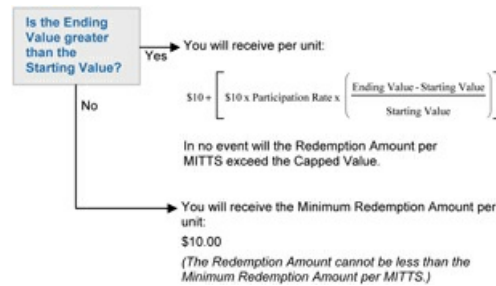 Is the Ending
Value greater
than the
Starting Value?
Yes
You will receive per unit:
$10 + [ $10 x Participation Rate x ( Ending Value - Starting Value / Starting Value ) ]
In no event will the Redemption Amount per
MITTS exceed the Capped Value.
No
You will receive the Minimum Redemption Amount per
unit:
$10.00
(The Redemption Amount cannot be less than the
Minimum Redemption Amount per MITTS.)